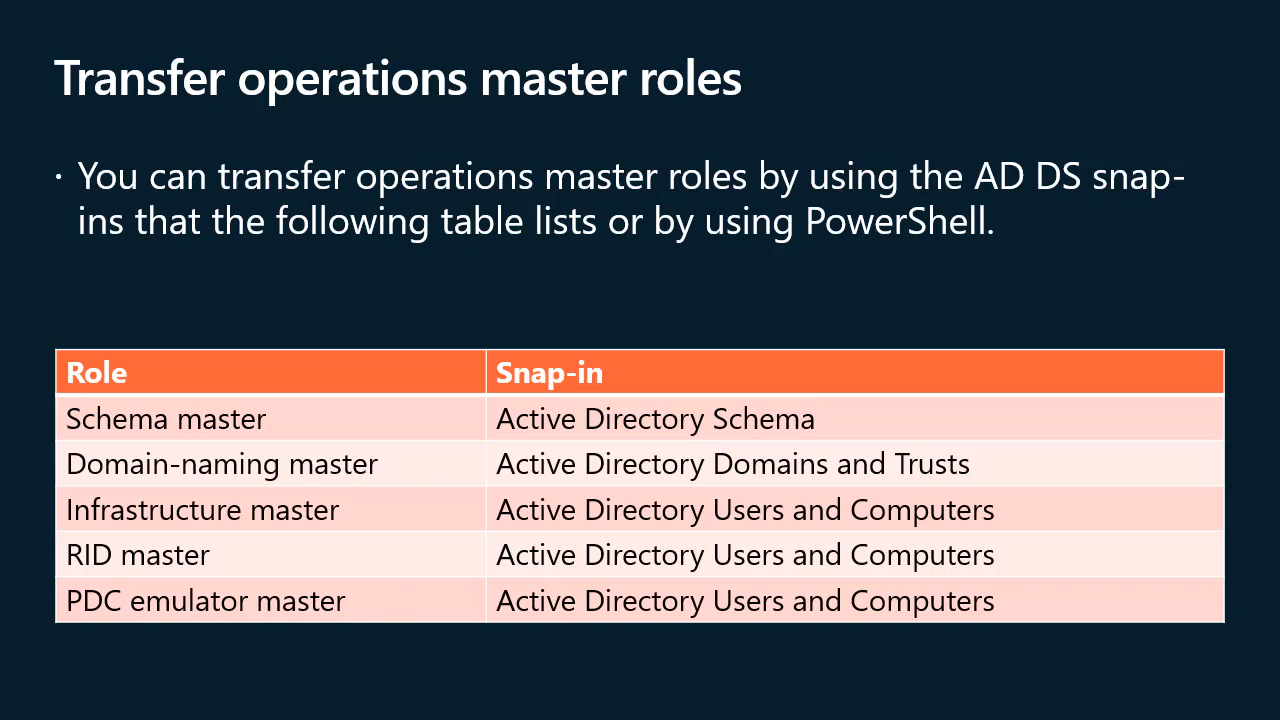 Transfer operations master roles
· You can transfer operations master roles by using the AD DS snap-
ins that the following table lists or by using PowerShell.
Role Snap-in
Schema master Active Directory Schema
Domain-naming master Active Directory Domains and Trusts
Infrastructure master Active Directory Users and Computers
RID master Active Directory Users and Computers
PDC emulator master Active Directory Users and Computers